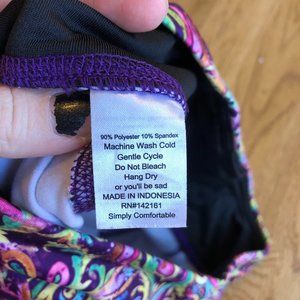 90% Polyester 10% Spandex
Machine Wash Cold
Gentle Cycle
Do Not Bleach
Hang Dry
or you'll be sad
MADE IN INDONESIA
RN#142161
Simply Comfortable